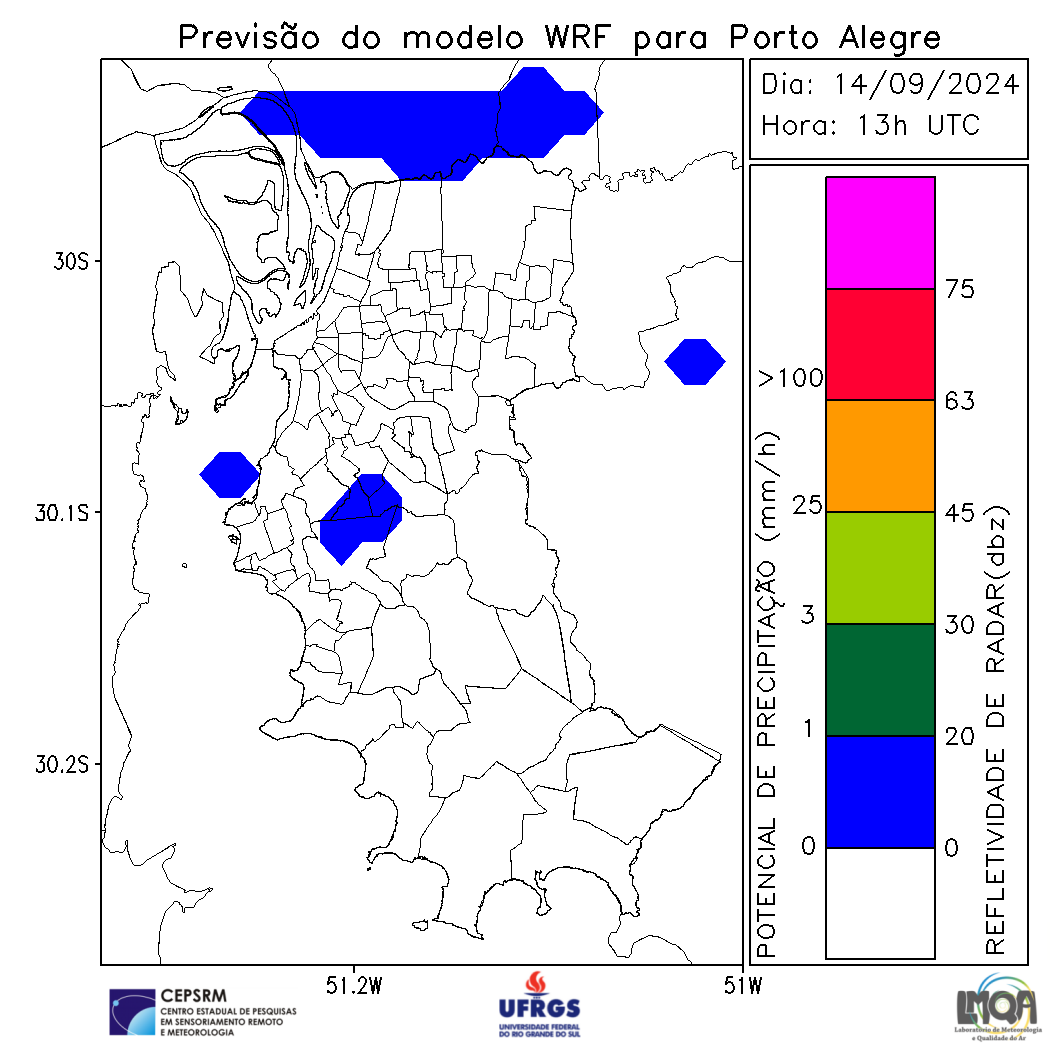 Previsão do modelo WRF para Porto Alegre
Dia: 14/09/2024
Hora: 13h UTC
30S
30.1S
30.2S
51.2W
51W
POTENCIAL DE PRECIPITAÇÃO (mm/h)
>100
25
3
1
0
75
63
45
30
20
0
REFLETIVIDADE DE RADAR(dbz)
CEPSRM
CENTRO ESTADUAL DE PESQUISAS
EM SENSORIAMENTO REMOTO
E METEOROLOGIA
UFRGS
UNIVERSIDADE FEDERAL
DO RIO GRANDE DO SUL
LMQA
Laboratório de Meteorologia
e Qualidade do Ar